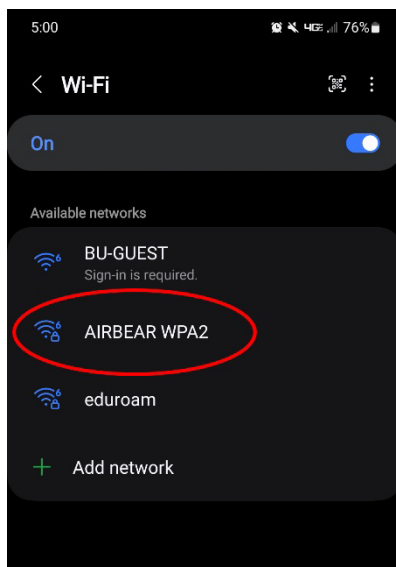 5:00 4GE 76%
Wi-Fi
On
Available networks
BU-GUEST
Sign-in is required.
AIRBEAR WPA2
eduroam
Add network